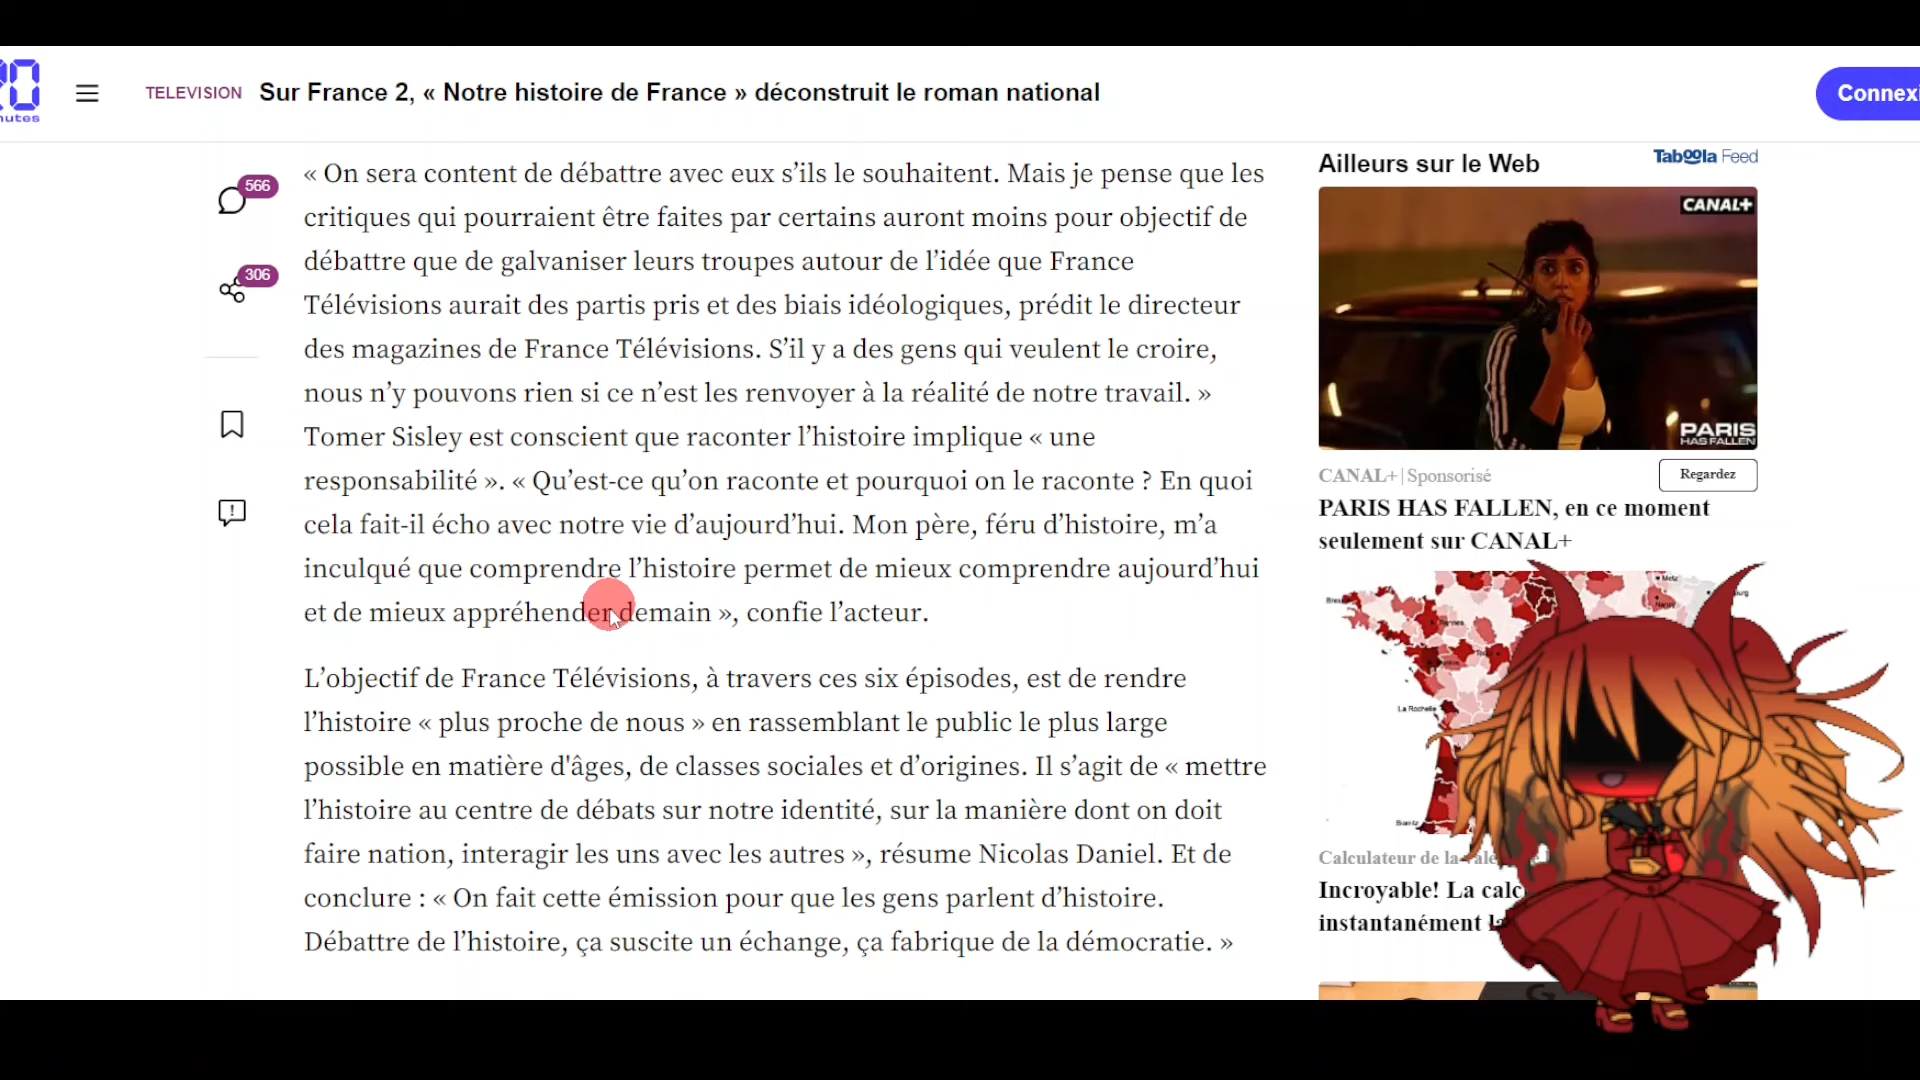 20
minutes
TELEVISION Sur France 2, « Notre histoire de France » déconstruit le roman national
Connexi
566
306
« On sera content de débattre avec eux s’ils le souhaitent. Mais je pense que les
critiques qui pourraient être faites par certains auront moins pour objectif de
débattre que de galvaniser leurs troupes autour de l’idée que France
Télévisions aurait des partis pris et des biais idéologiques, prédit le directeur
des magazines de France Télévisions. S’il y a des gens qui veulent le croire,
nous n’y pouvons rien si ce n’est les renvoyer à la réalité de notre travail. »
Tomer Sisley est conscient que raconter l’histoire implique « une
responsabilité ». « Qu’est-ce qu’on raconte et pourquoi on le raconte ? En quoi
cela fait-il écho avec notre vie d’aujourd’hui. Mon père, féru d’histoire, m’a
inculqué que comprendre l’histoire permet de mieux comprendre aujourd’hui
et de mieux appréhender demain », confie l’acteur.
L’objectif de France Télévisions, à travers ces six épisodes, est de rendre
l’histoire « plus proche de nous » en rassemblant le public le plus large
possible en matière d'âges, de classes sociales et d’origines. Il s’agit de « mettre
l’histoire au centre de débats sur notre identité, sur la manière dont on doit
faire nation, interagir les uns avec les autres », résume Nicolas Daniel. Et de
conclure : « On fait cette émission pour que les gens parlent d’histoire.
Débattre de l’histoire, ça suscite un échange, ça fabrique de la démocratie. »
Ailleurs sur le Web
Taboola Feed
CANAL+
PARIS
HAS FALLEN
CANAL+ | Sponsorisé
Regardez
PARIS HAS FALLEN, en ce moment
seulement sur CANAL+
Metz
Nancy
Rennes
La Rochelle
Biarritz
Calculateur de la
Incroyable! La calc
instantanément